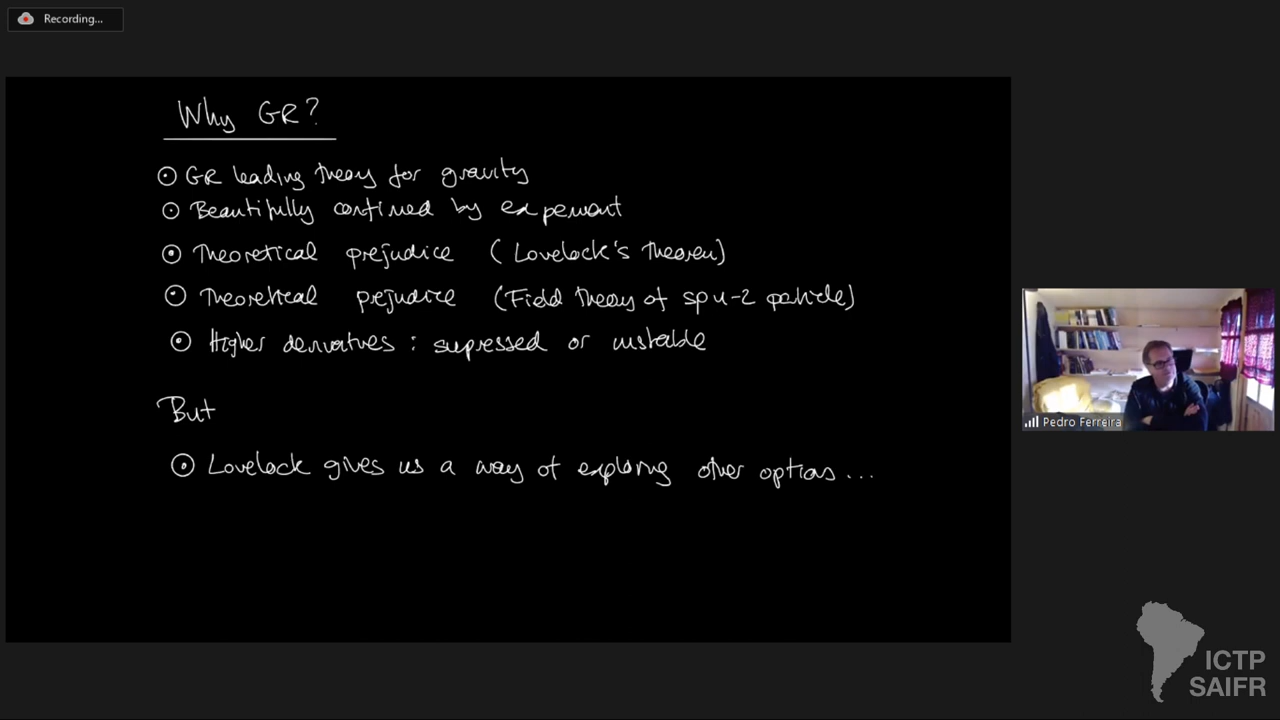 Recording...
Why GR?
GR leading theory for gravity
Beautifully confined by expement
Theoretical prejudice (Lovelock's theorem)
Theoretical prejudice (Field theory of spin-2 particle)
Higher derivatives : supressed or unstable
But
Lovelock gives us a way of exploring other options ...
Pedro Ferreira
ICTP
SAIFR